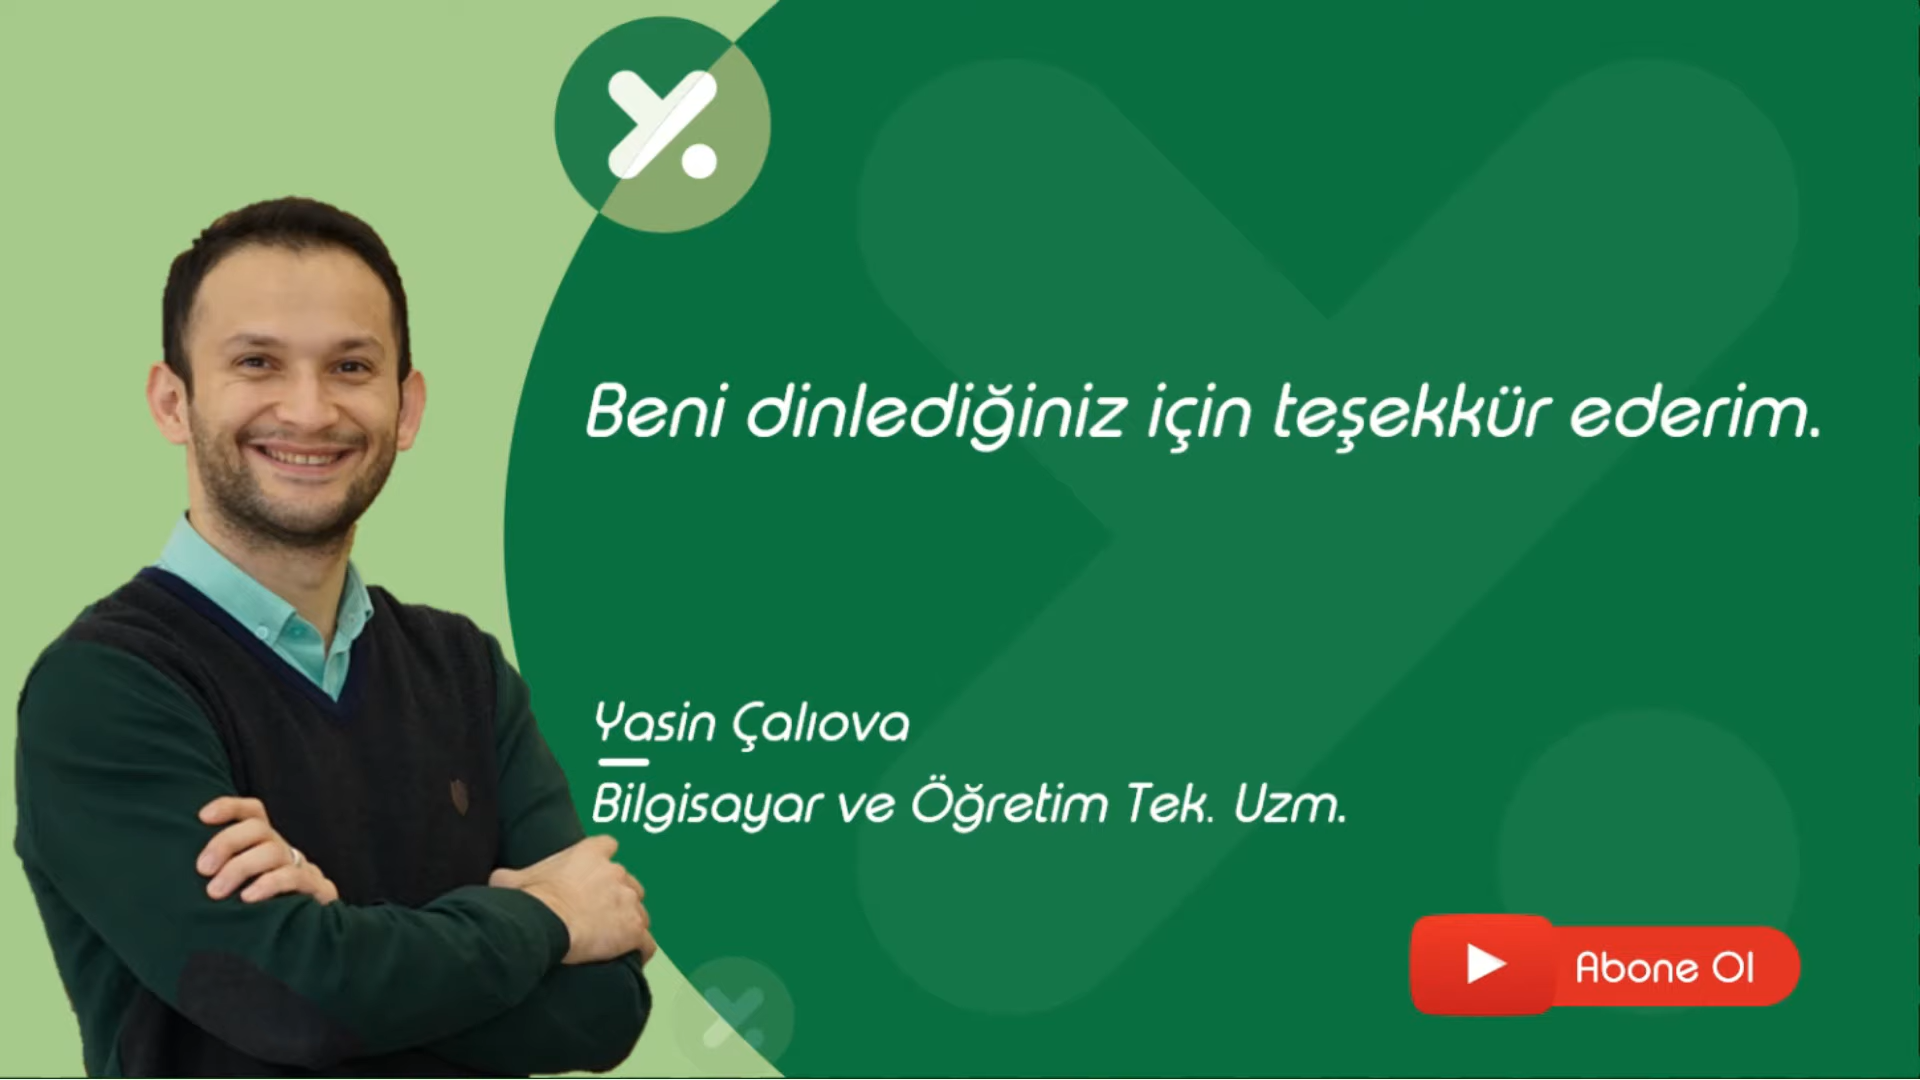 Beni dinlediğiniz için teşekkür ederim.
Yasin Çalıova
Bilgisayar ve Öğretim Tek. Uzm.
Abone Ol